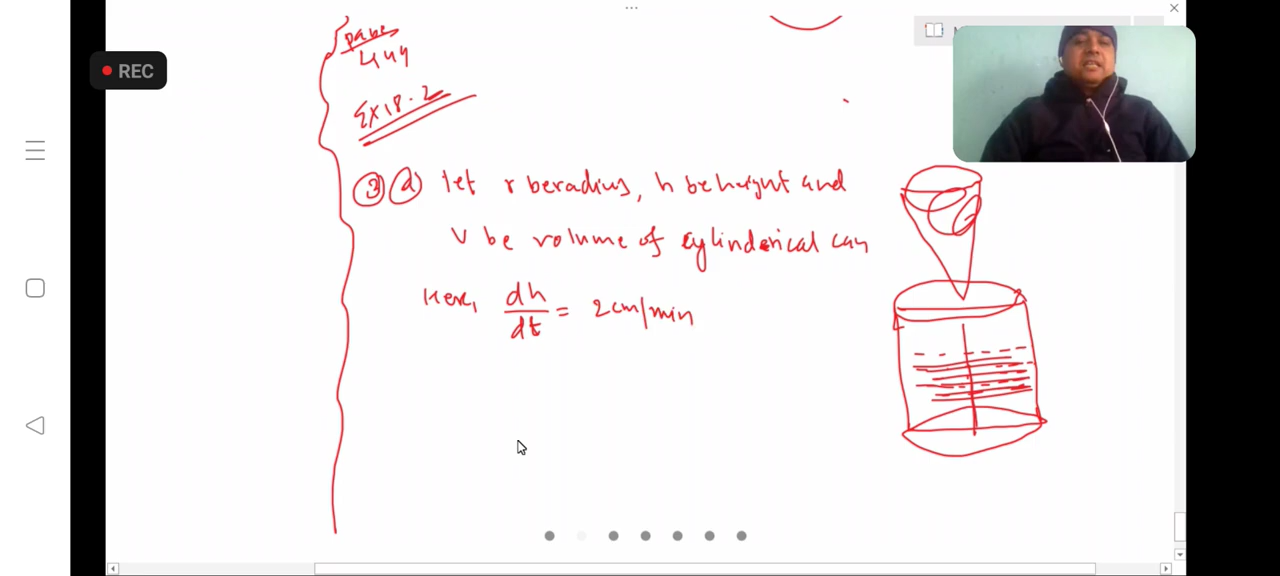 REC
page
444
Ex 18.2
③ ⓐ let r be radius, h be height and
V be volume of cylinderical can
Here, dh/dt = 2cm/min